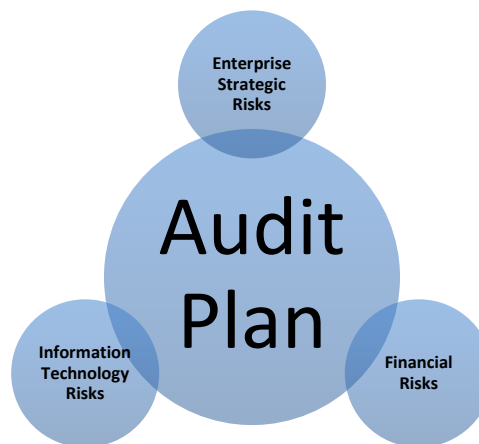 Enterprise
Strategic
Risks
Audit
Plan
Information
Technology
Risks
Financial
Risks